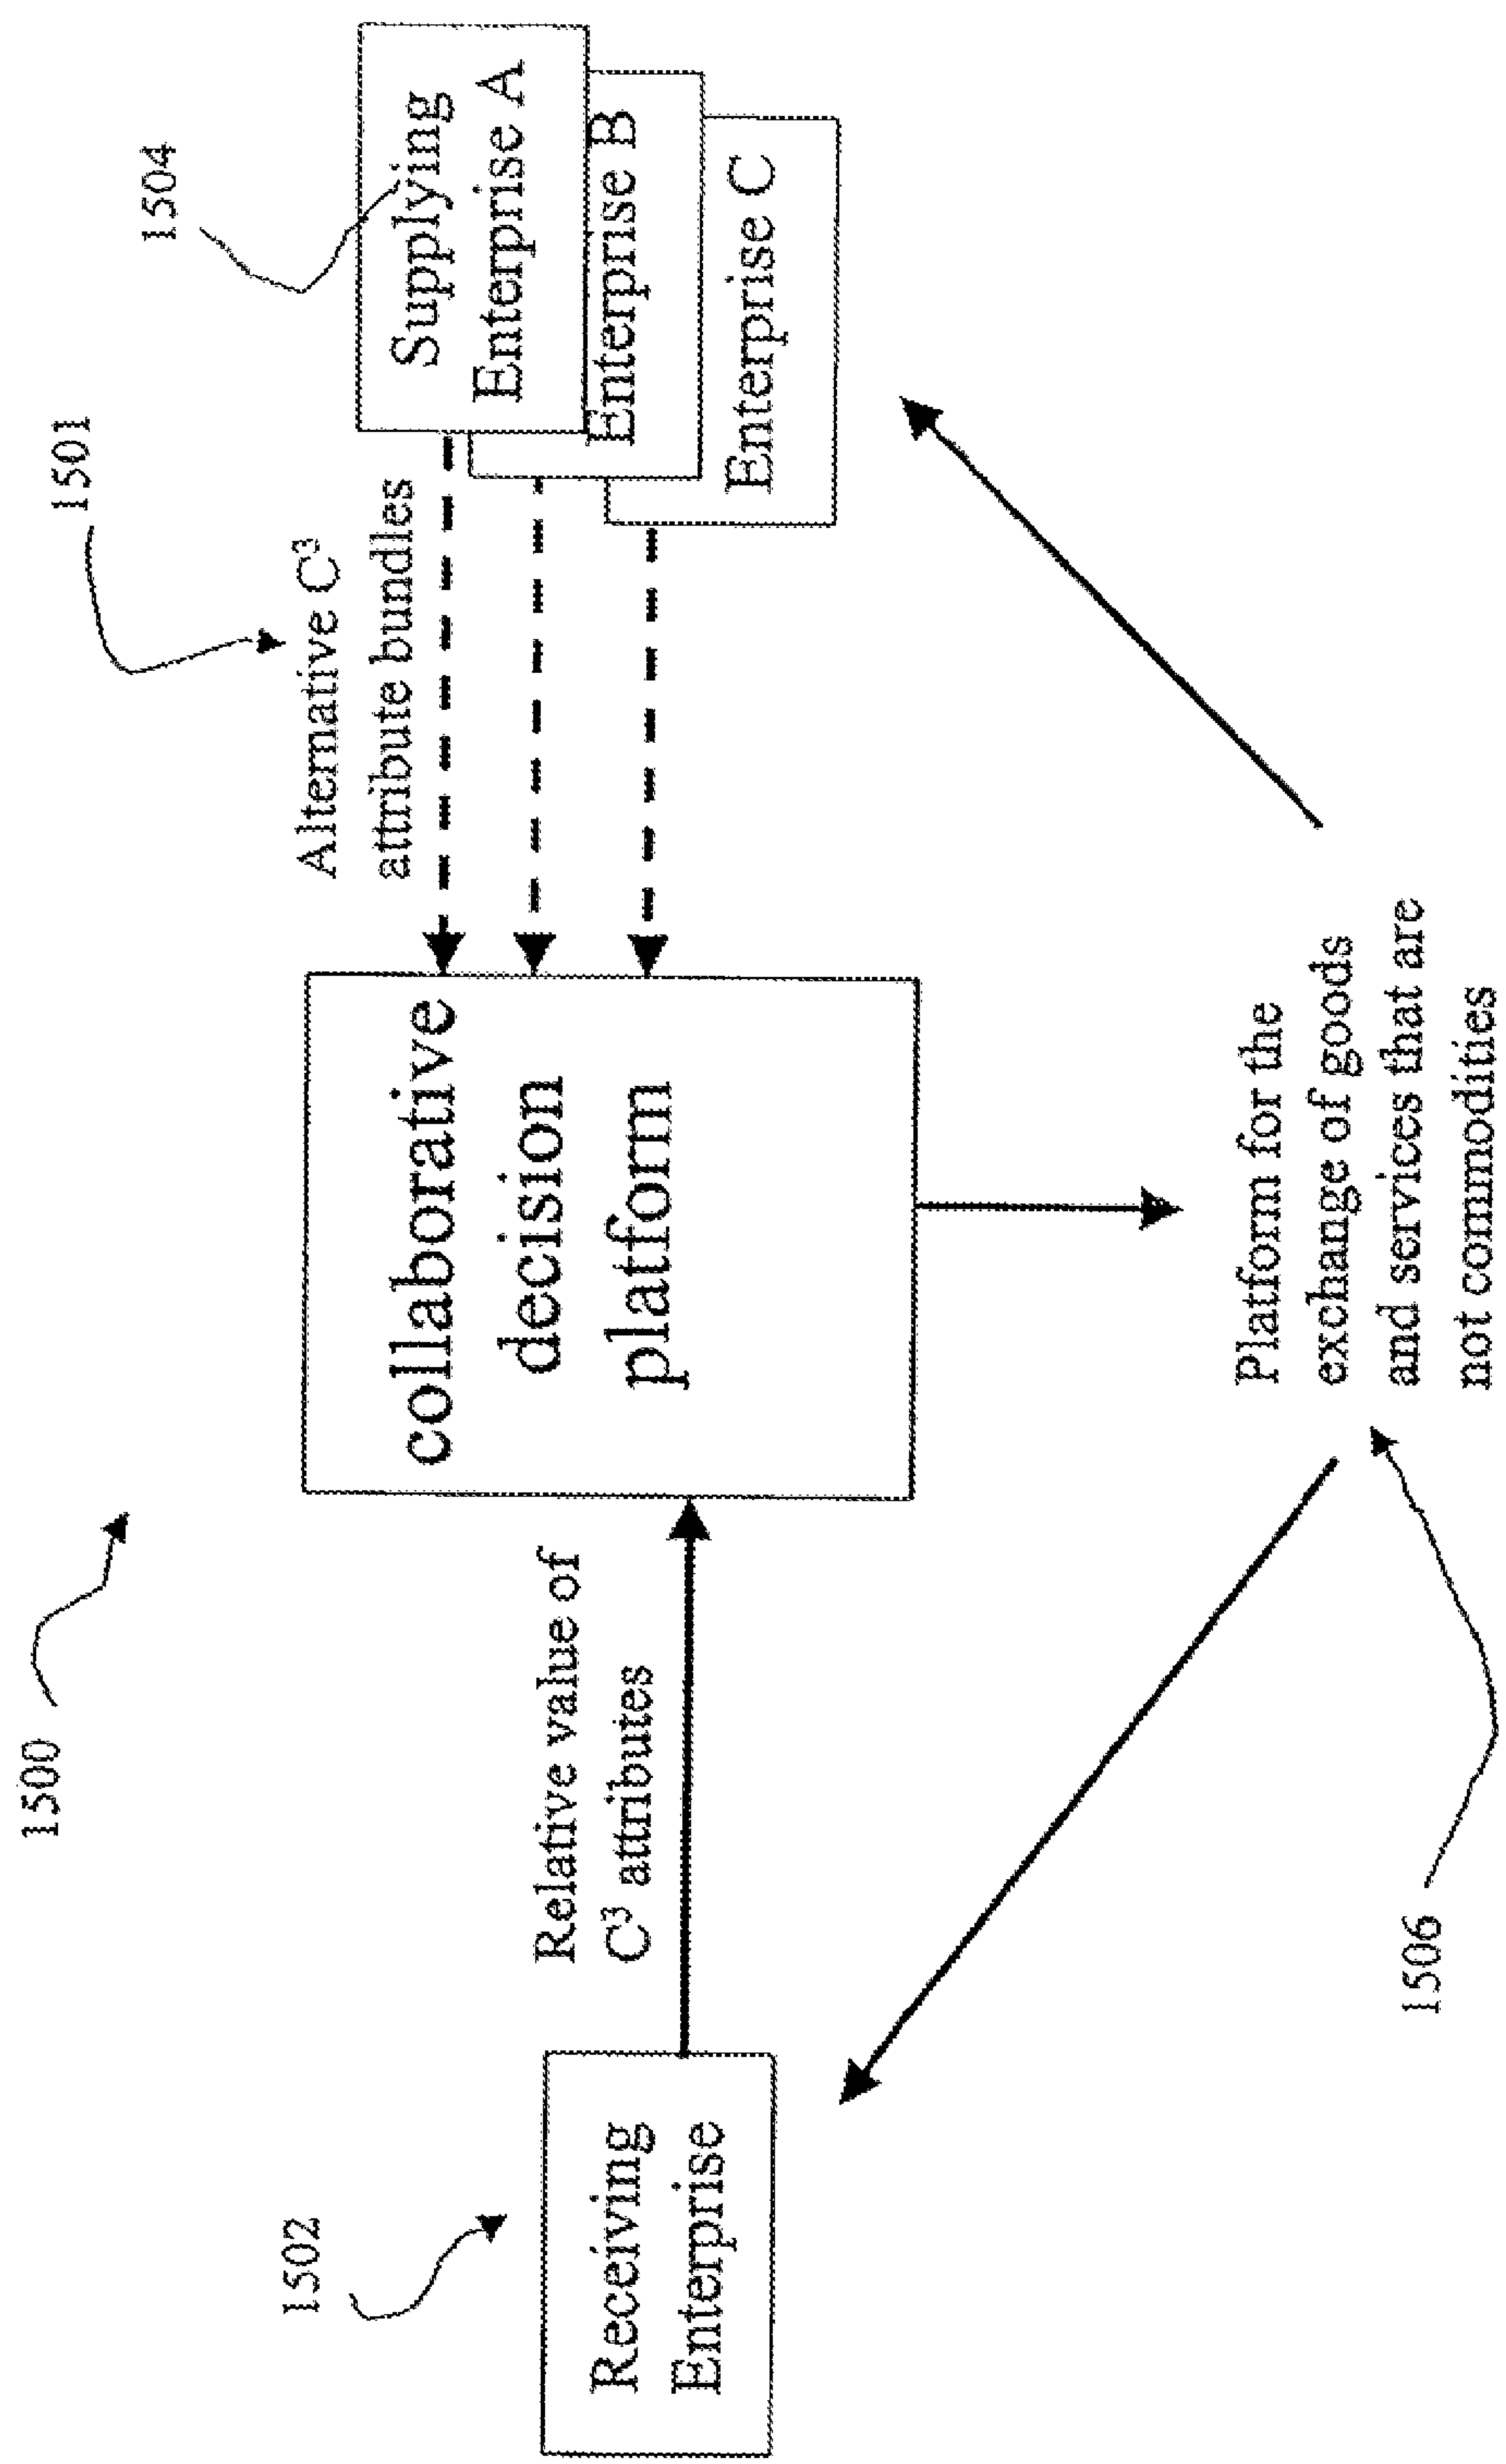 1500
1502
Receiving
Enterprise
Relative value of
C³ attributes
collaborative
decision
platform
1501
Alternative C³
attribute bundles
1504
Supplying
Enterprise A
Enterprise B
Enterprise C
Platform for the
exchange of goods
and services that are
not commodities
1506